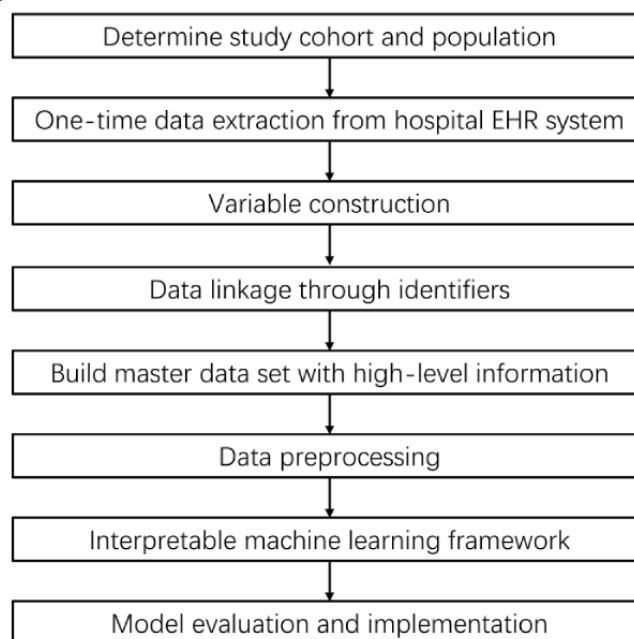 Determine study cohort and population
One-time data extraction from hospital EHR system
Variable construction
Data linkage through identifiers
Build master data set with high-level information
Data preprocessing
Interpretable machine learning framework
Model evaluation and implementation